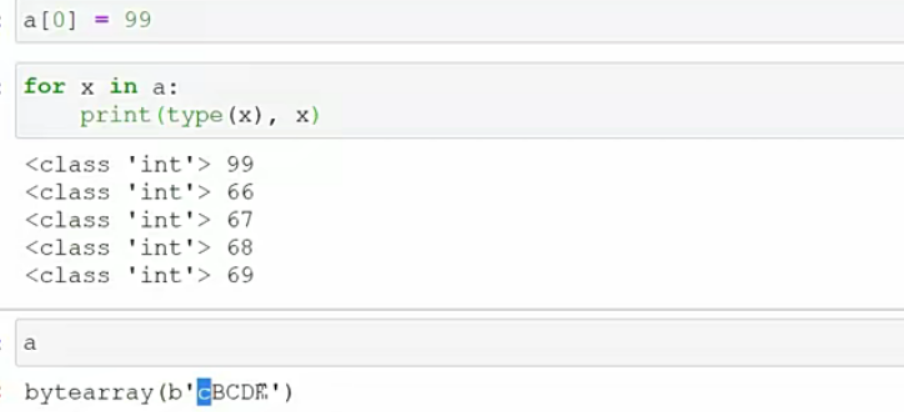 a[0] = 99
for x in a:
    print(type(x), x)
<class 'int'> 99
<class 'int'> 66
<class 'int'> 67
<class 'int'> 68
<class 'int'> 69
a
bytearray(b'cBCDE')